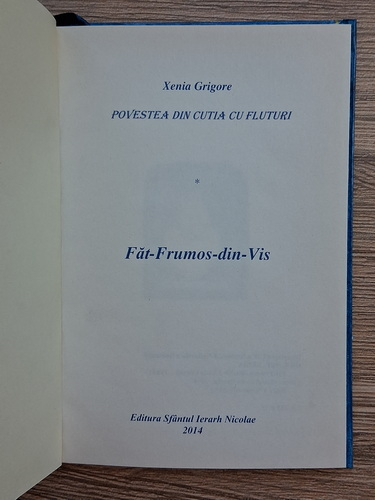 Xenia Grigore
POVESTEA DIN CUTIA CU FLUTURI
*
Făt-Frumos-din-Vis
Editura Sfântul Ierarh Nicolae
2014